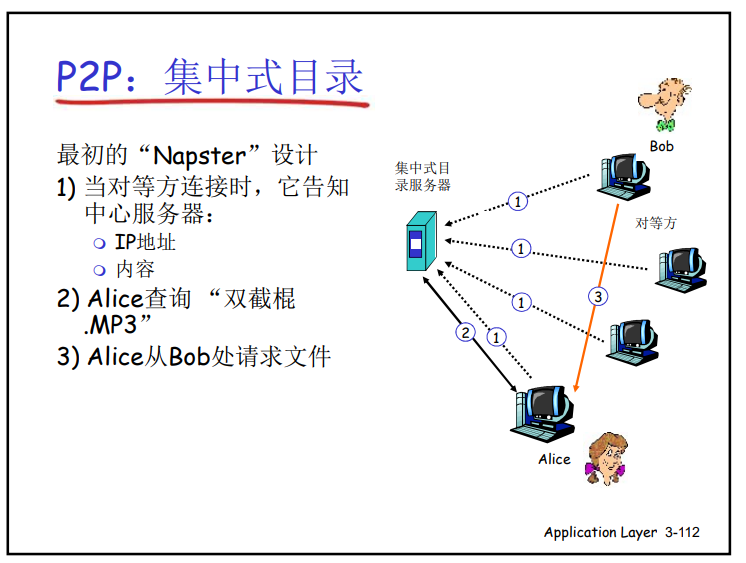 P2P：集中式目录
最初的“Napster”设计
1) 当对等方连接时，它告知
中心服务器：
IP地址
内容
2) Alice查询 “双截棍
.MP3”
3) Alice从Bob处请求文件
Bob
集中式目
录服务器
对等方
1
1
1
3
2
1
Alice
Application Layer 3-112